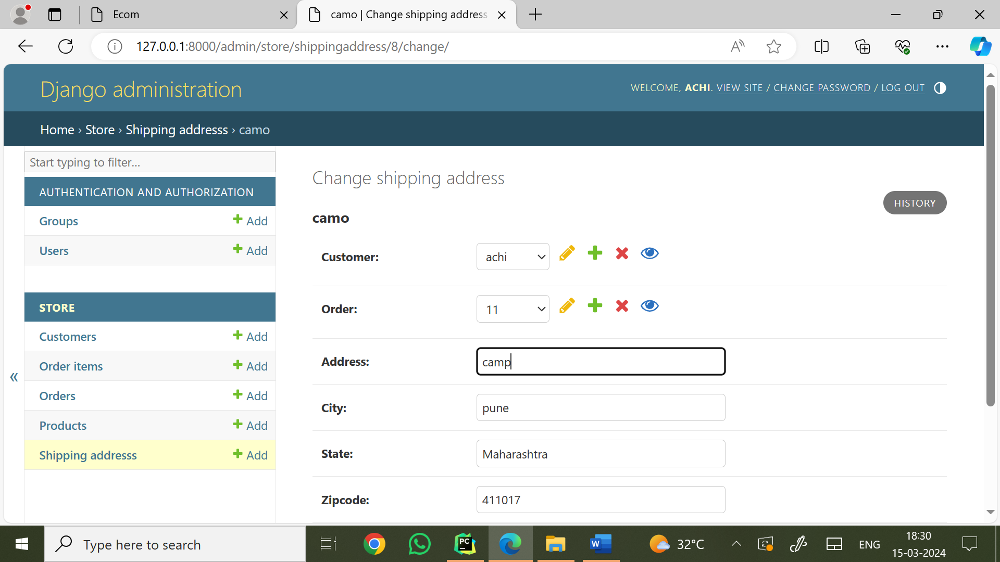 Ecom
camo | Change shipping address
127.0.0.1:8000/admin/store/shippingaddress/8/change/
Django administration
WELCOME, ACHI. VIEW SITE / CHANGE PASSWORD / LOG OUT
Home › Store › Shipping addresss › camo
Start typing to filter...
AUTHENTICATION AND AUTHORIZATION
Groups + Add
Users + Add
STORE
Customers + Add
Order items + Add
Orders + Add
Products + Add
Shipping addresss + Add
«
Change shipping address
HISTORY
camo
Customer: achi
Order: 11
Address: camp
City: pune
State: Maharashtra
Zipcode: 411017
Type here to search
PC
W
32°C
ENG
18:30
15-03-2024